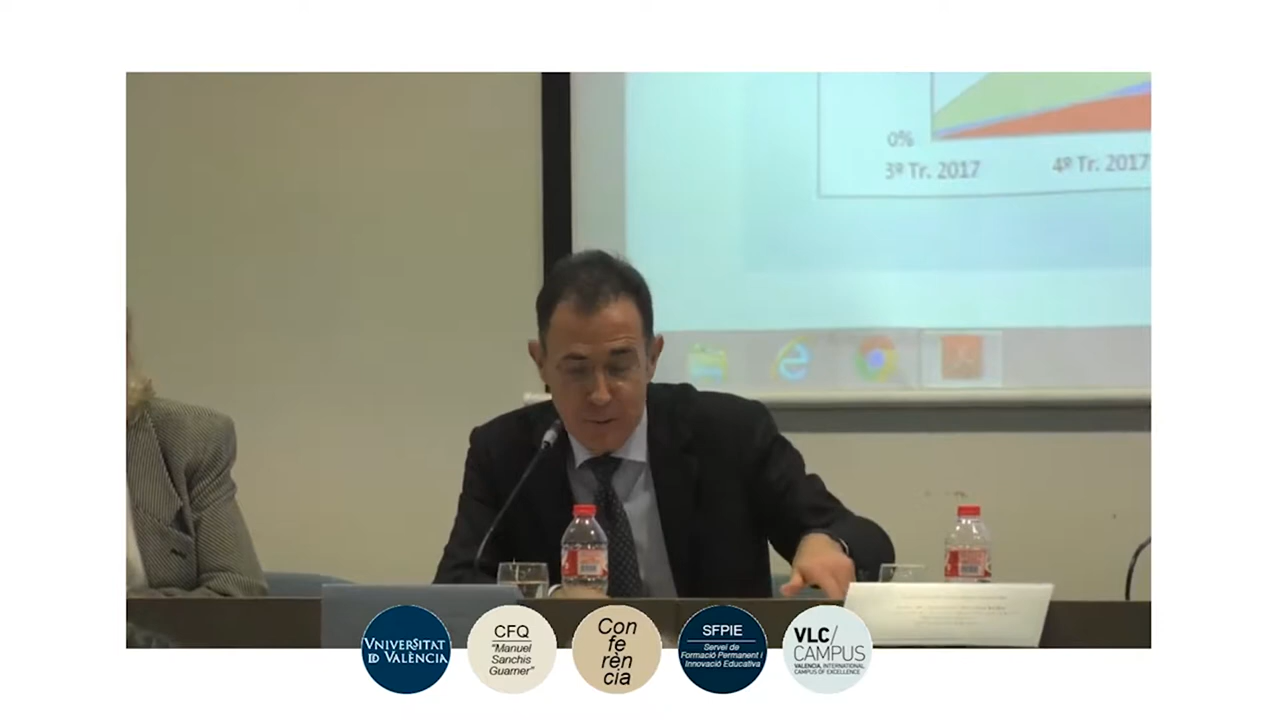 0%
3º Tr. 2017
4º Tr. 2017
VNIVERSITAT
ID VALÈNCIA
CFQ
"Manuel
Sanchis
Guarner"
Con
fe
rèn
cia
SFPIE
Servei de
Formació Permanent i
Innovació Educativa
VLC/
CAMPUS
VALENCIA, INTERNATIONAL
CAMPUS OF EXCELLENCE